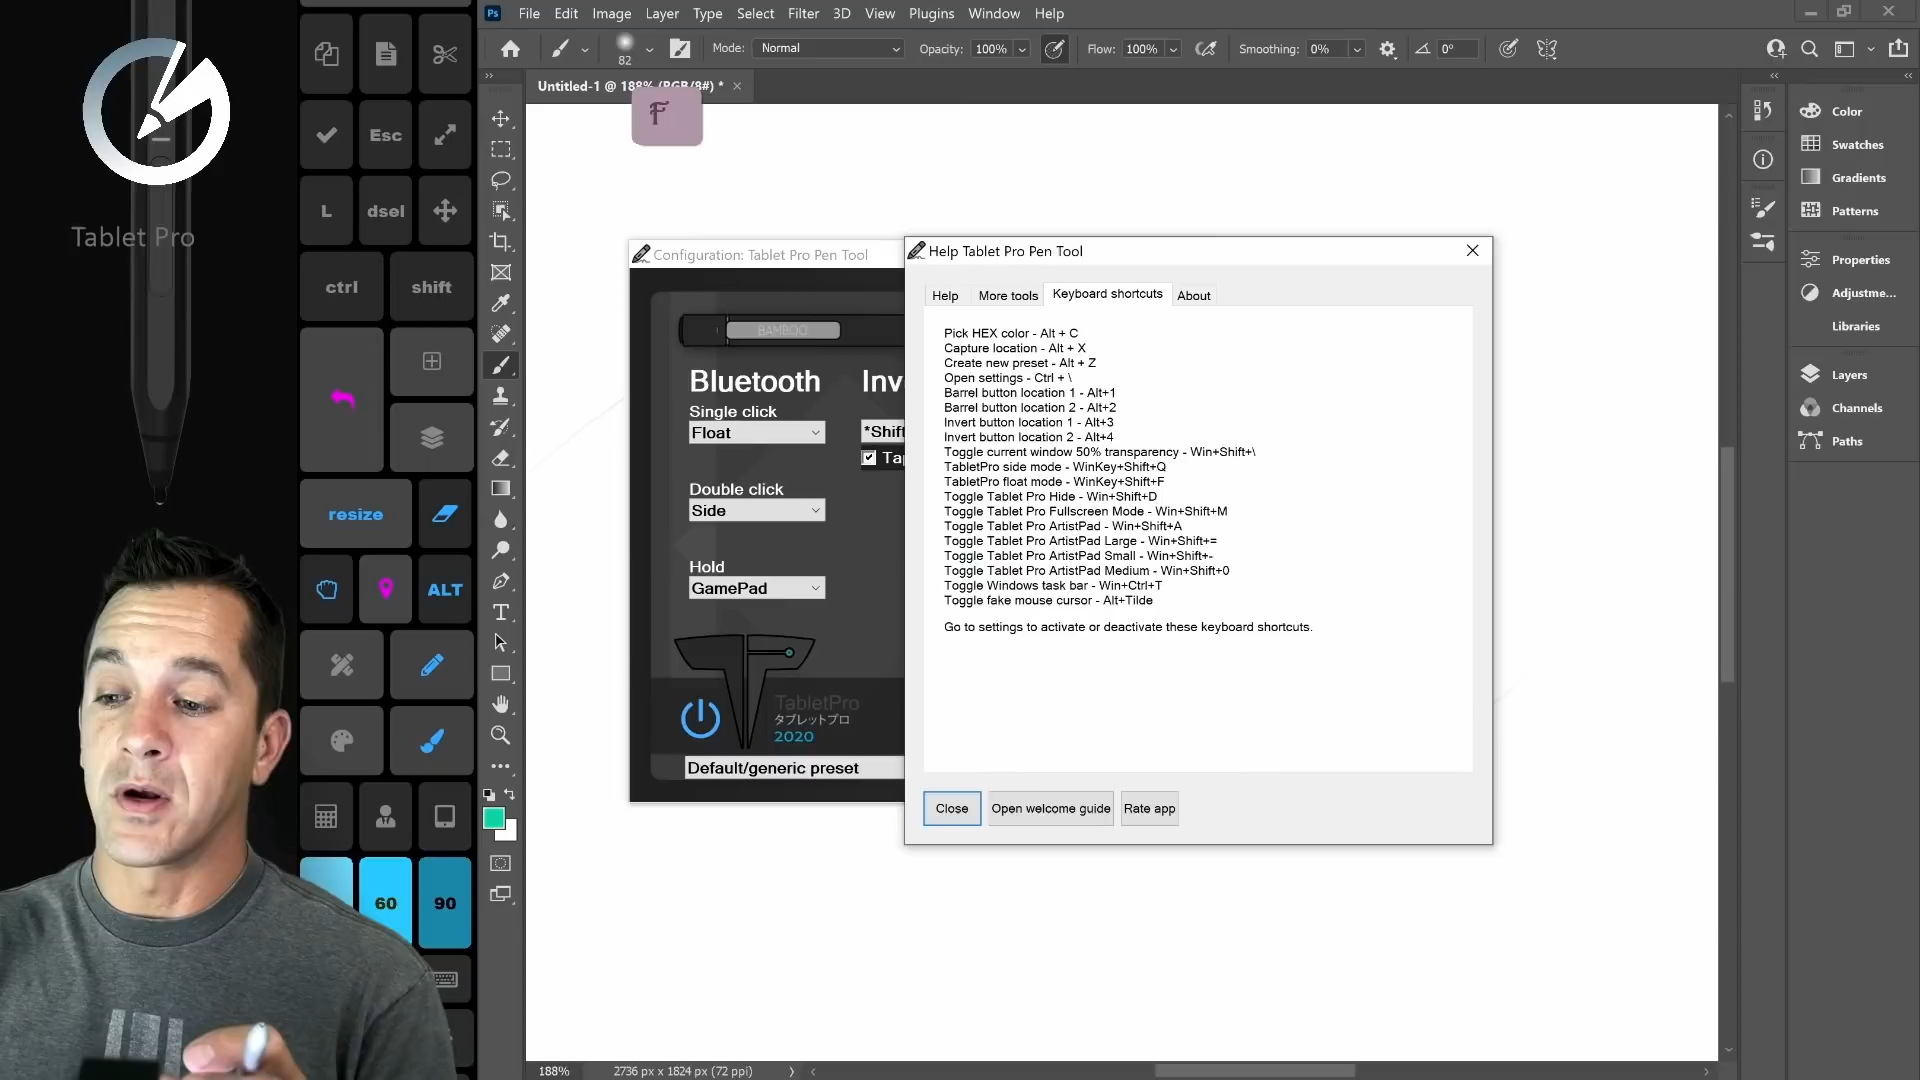 Ps File Edit Image Layer Type Select Filter 3D View Plugins Window Help
82 Mode: Normal Opacity: 100% Flow: 100% Smoothing: 0% 0°
Untitled-1 @ 188% (RGB/8#) *
F
Tablet Pro
Esc
L dsel
ctrl shift
resize
ALT
60 90
T
Color
Swatches
Gradients
Patterns
Properties
Adjustme...
Libraries
Layers
Channels
Paths
Configuration: Tablet Pro Pen Tool
BAMBOO
Bluetooth Inv
Single click
Float *Shift
Tap
Double click
Side
Hold
GamePad
TabletPro
タブレットプロ
2020
Default/generic preset
Help Tablet Pro Pen Tool
Help More tools Keyboard shortcuts About
Pick HEX color - Alt + C
Capture location - Alt + X
Create new preset - Alt + Z
Open settings - Ctrl + \
Barrel button location 1 - Alt+1
Barrel button location 2 - Alt+2
Invert button location 1 - Alt+3
Invert button location 2 - Alt+4
Toggle current window 50% transparency - Win+Shift+\
TabletPro side mode - WinKey+Shift+Q
TabletPro float mode - WinKey+Shift+F
Toggle Tablet Pro Hide - Win+Shift+D
Toggle Tablet Pro Fullscreen Mode - Win+Shift+M
Toggle Tablet Pro ArtistPad - Win+Shift+A
Toggle Tablet Pro ArtistPad Large - Win+Shift+=
Toggle Tablet Pro ArtistPad Small - Win+Shift+-
Toggle Tablet Pro ArtistPad Medium - Win+Shift+0
Toggle Windows task bar - Win+Ctrl+T
Toggle fake mouse cursor - Alt+Tilde
Go to settings to activate or deactivate these keyboard shortcuts.
Close Open welcome guide Rate app
188% 2736 px x 1824 px (72 ppi)